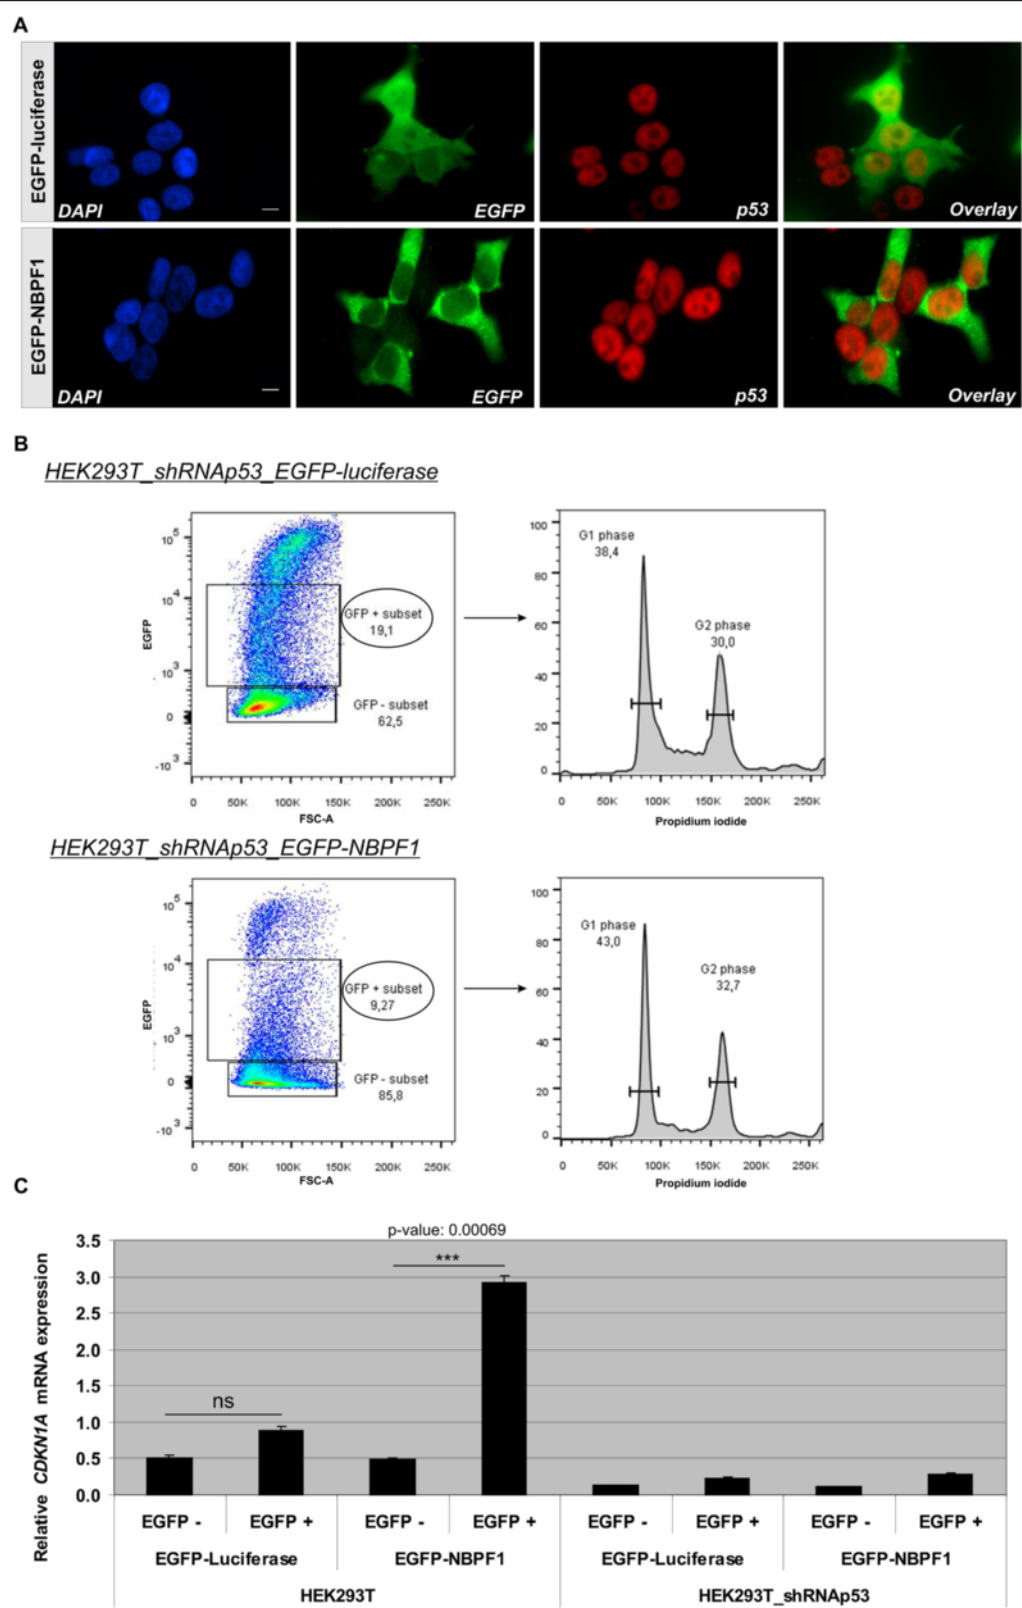 A
EGFP-luciferase
DAPI
EGFP
p53
Overlay
EGFP-NBPF1
DAPI
EGFP
p53
Overlay
B
HEK293T_shRNAp53_EGFP-luciferase
EGFP
10^5
10^4
10^3
0
-10^3
GFP + subset
19,1
GFP - subset
62,5
0 50K 100K 150K 200K 250K
FSC-A
100
80
60
40
20
0
G1 phase
38,4
G2 phase
30,0
0 50K 100K 150K 200K 250K
Propidium iodide
HEK293T_shRNAp53_EGFP-NBPF1
EGFP
10^5
10^4
10^3
0
-10^3
GFP + subset
9,27
GFP - subset
85,8
0 50K 100K 150K 200K 250K
FSC-A
100
80
60
40
20
0
G1 phase
43,0
G2 phase
32,7
0 50K 100K 150K 200K 250K
Propidium iodide
C
p-value: 0.00069
***
ns
Relative CDKN1A mRNA expression
3.5
3.0
2.5
2.0
1.5
1.0
0.5
0.0
EGFP - EGFP + EGFP - EGFP + EGFP - EGFP + EGFP - EGFP +
EGFP-Luciferase EGFP-NBPF1 EGFP-Luciferase EGFP-NBPF1
HEK293T HEK293T_shRNAp53